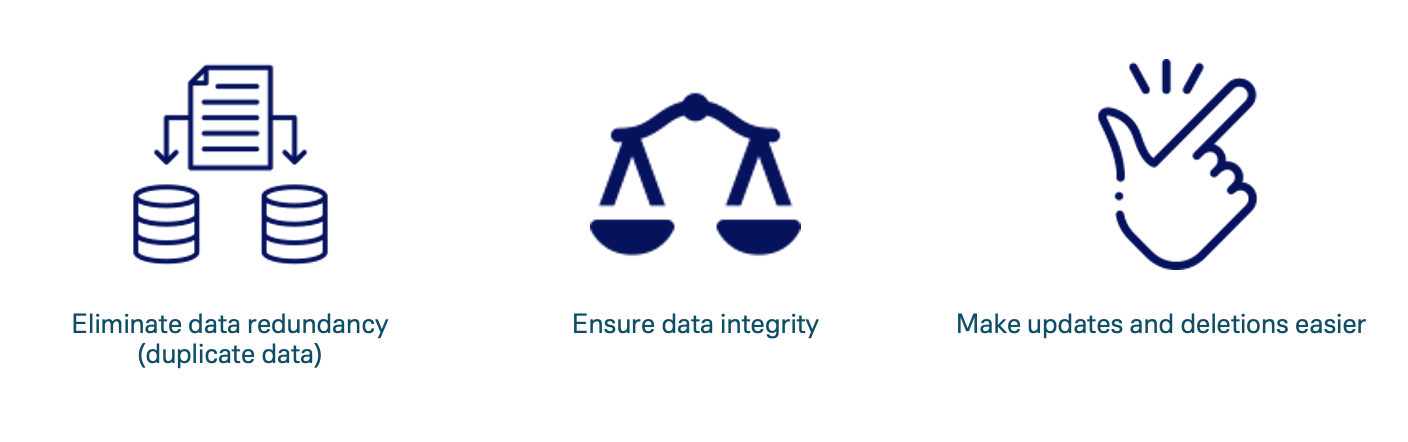 Eliminate data redundancy
(duplicate data)
Ensure data integrity
Make updates and deletions easier